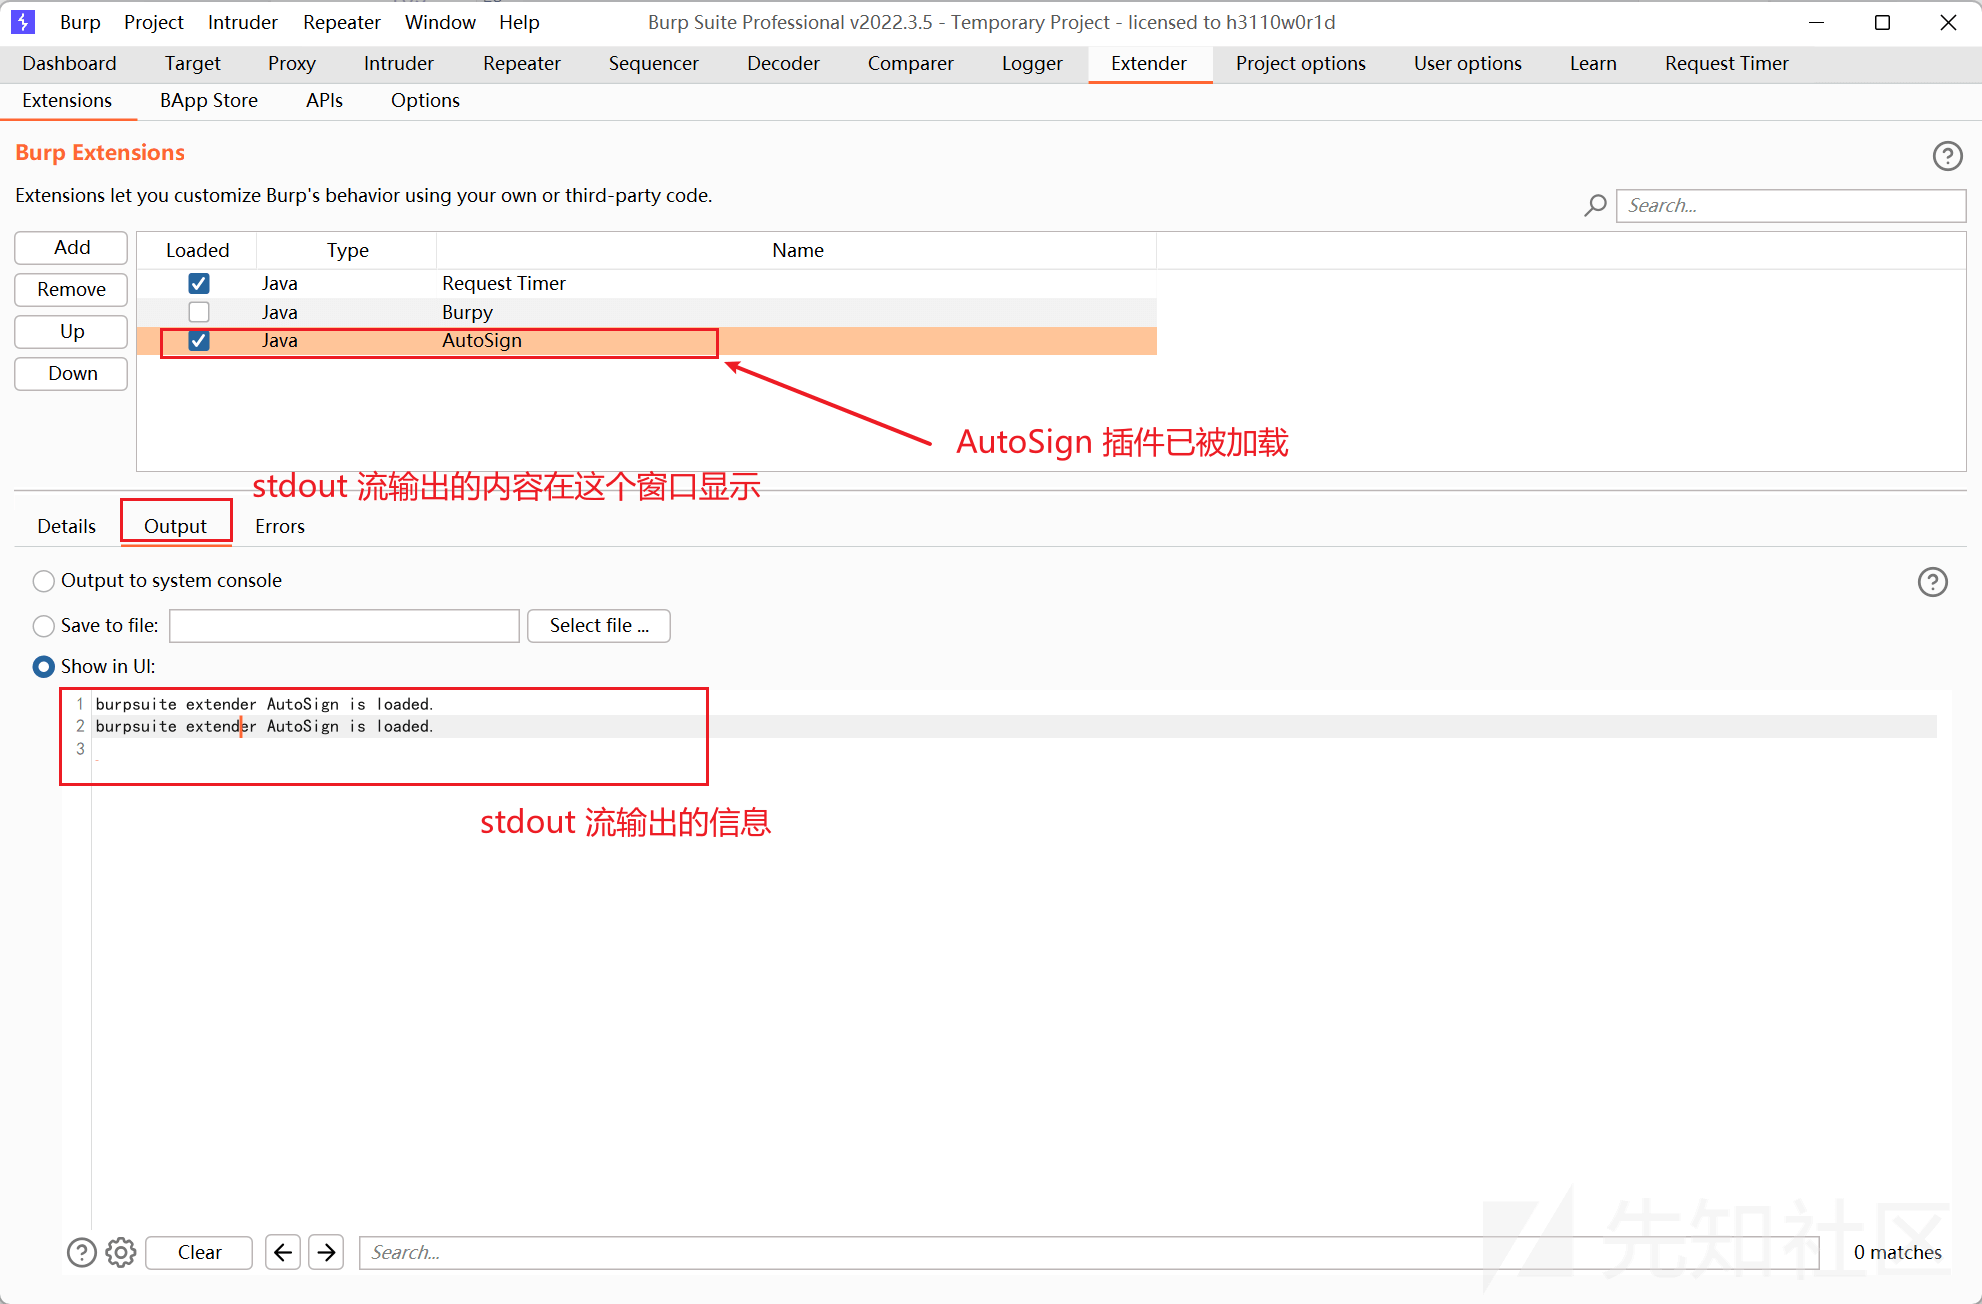 Burp Project Intruder Repeater Window Help Burp Suite Professional v2022.3.5 - Temporary Project - licensed to h3110w0r1d
Dashboard Target Proxy Intruder Repeater Sequencer Decoder Comparer Logger Extender Project options User options Learn Request Timer
Extensions BApp Store APIs Options
Burp Extensions
Extensions let you customize Burp's behavior using your own or third-party code.
Search...
Add
Remove
Up
Down
Loaded Type Name
Java Request Timer
Java Burpy
Java AutoSign
AutoSign 插件已被加载
stdout 流输出的内容在这个窗口显示
Details Output Errors
Output to system console
Save to file: Select file ...
Show in UI:
1 burpsuite extender AutoSign is loaded.
2 burpsuite extender AutoSign is loaded.
3
stdout 流输出的信息
Clear Search... 0 matches
先知社区